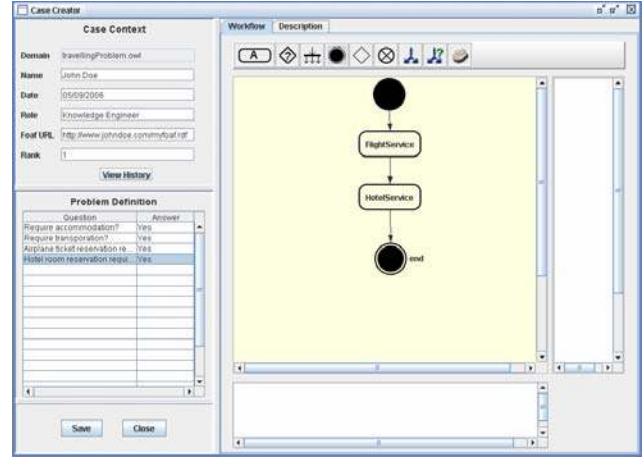 Case Creator
Case Context
Domain travellingProblem.owl
Name John Doe
Date 05/09/2006
Role Knowledge Engineer
Foaf URL http://www.johndoe.com/myfoaf.rdf
Rank 1
View History
Problem Definition
Question Answer
Require accommodation? Yes
Require transporation? Yes
Airplane ticket reservation re... Yes
Hotel room reservation requi... Yes
Save Close
Workflow Description
A
FlightService
HotelService
end